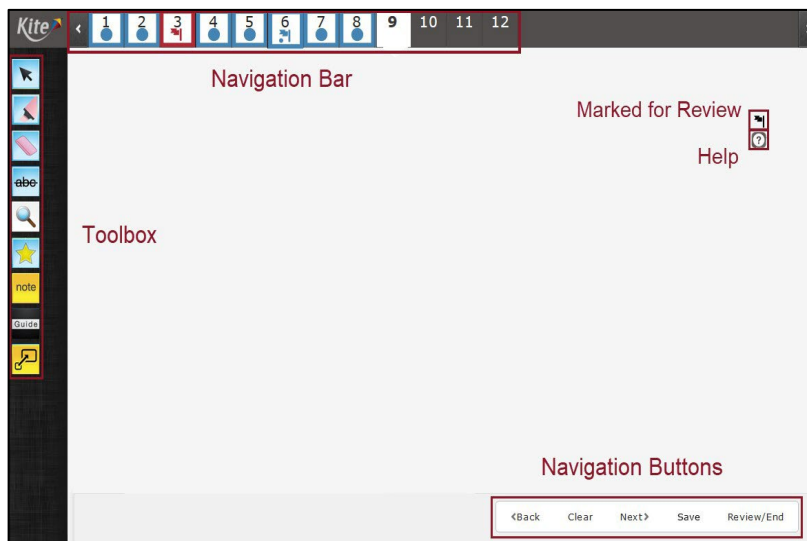 Kite
1 2 3 4 5 6 7 8 9 10 11 12
Navigation Bar
Marked for Review
?
Help
abc
Toolbox
note
Guide
Navigation Buttons
<Back Clear Next> Save Review/End